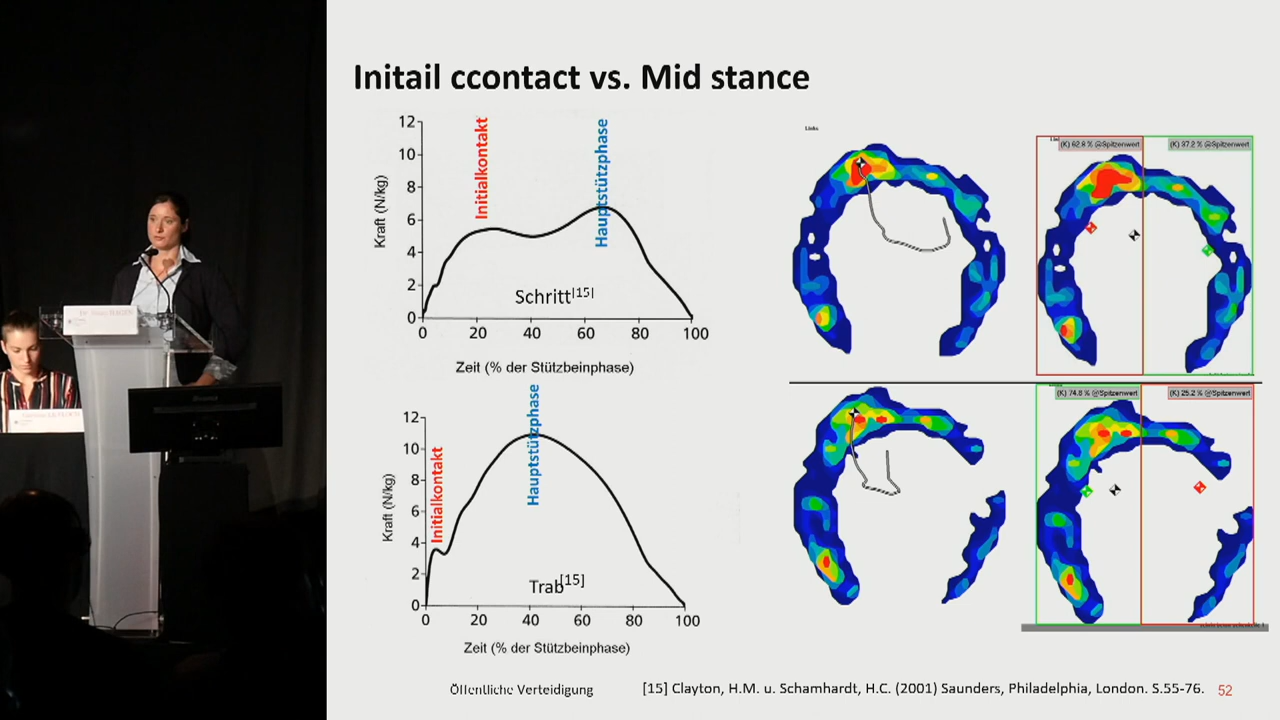 Initail ccontact vs. Mid stance
12
10
8
6
4
2
0
Kraft (N/kg)
Initialkontakt
Hauptstützphase
Schritt[15]
0 20 40 60 80 100
Zeit (% der Stützbeinphase)
Links
(K) 62.8 % @Spitzenwert
(K) 37.2 % @Spitzenwert
12
10
8
6
4
2
0
Kraft (N/kg)
Initialkontakt
Hauptstützphase
Trab[15]
0 20 40 60 80 100
Zeit (% der Stützbeinphase)
(K) 74.8 % @Spitzenwert
(K) 25.2 % @Spitzenwert
Öffentliche Verteidigung
[15] Clayton, H.M. u. Schamhardt, H.C. (2001) Saunders, Philadelphia, London. S.55-76.
52